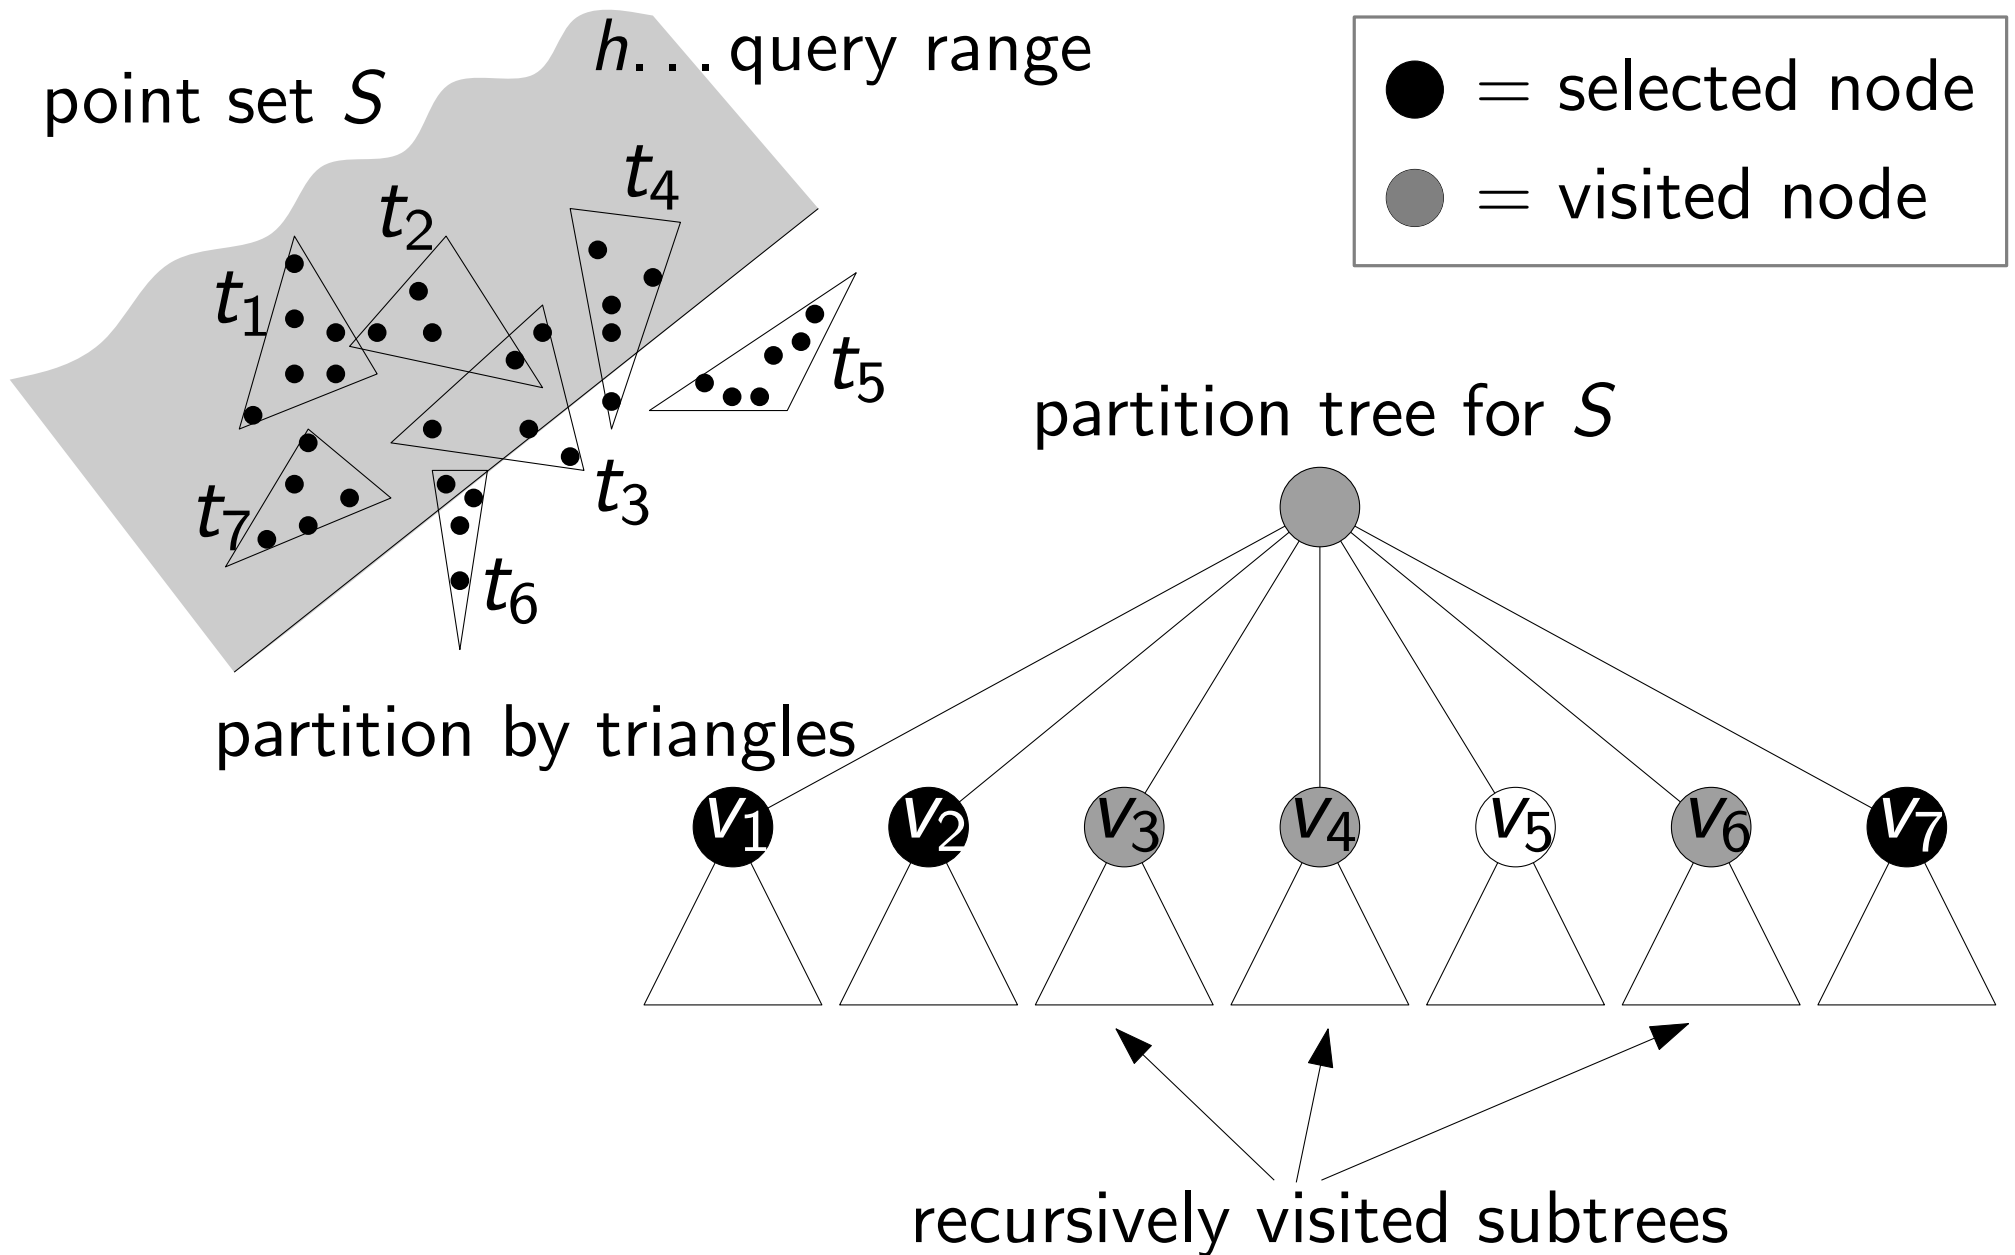 point set S
h... query range
= selected node
= visited node
t4
t2
t1
t5
t3
t7
t6
partition tree for S
partition by triangles
v1 v2 v3 v4 v5 v6 v7
recursively visited subtrees